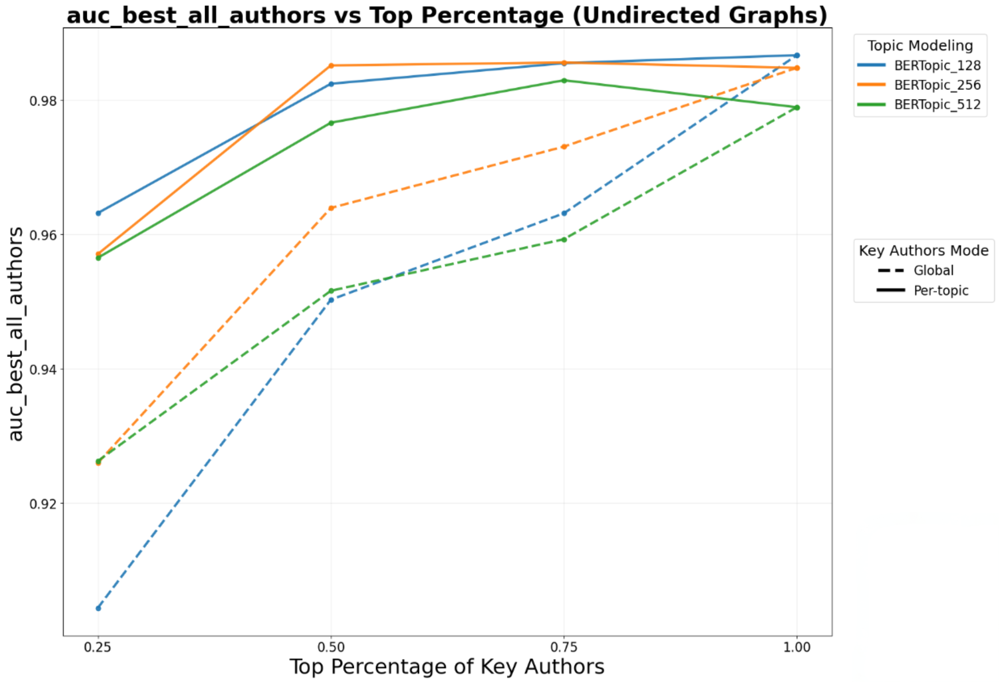 auc_best_all_authors vs Top Percentage (Undirected Graphs)
auc_best_all_authors
0.98
0.96
0.94
0.92
0.25
0.50
0.75
1.00
Top Percentage of Key Authors
Topic Modeling
BERTopic_128
BERTopic_256
BERTopic_512
Key Authors Mode
Global
Per-topic